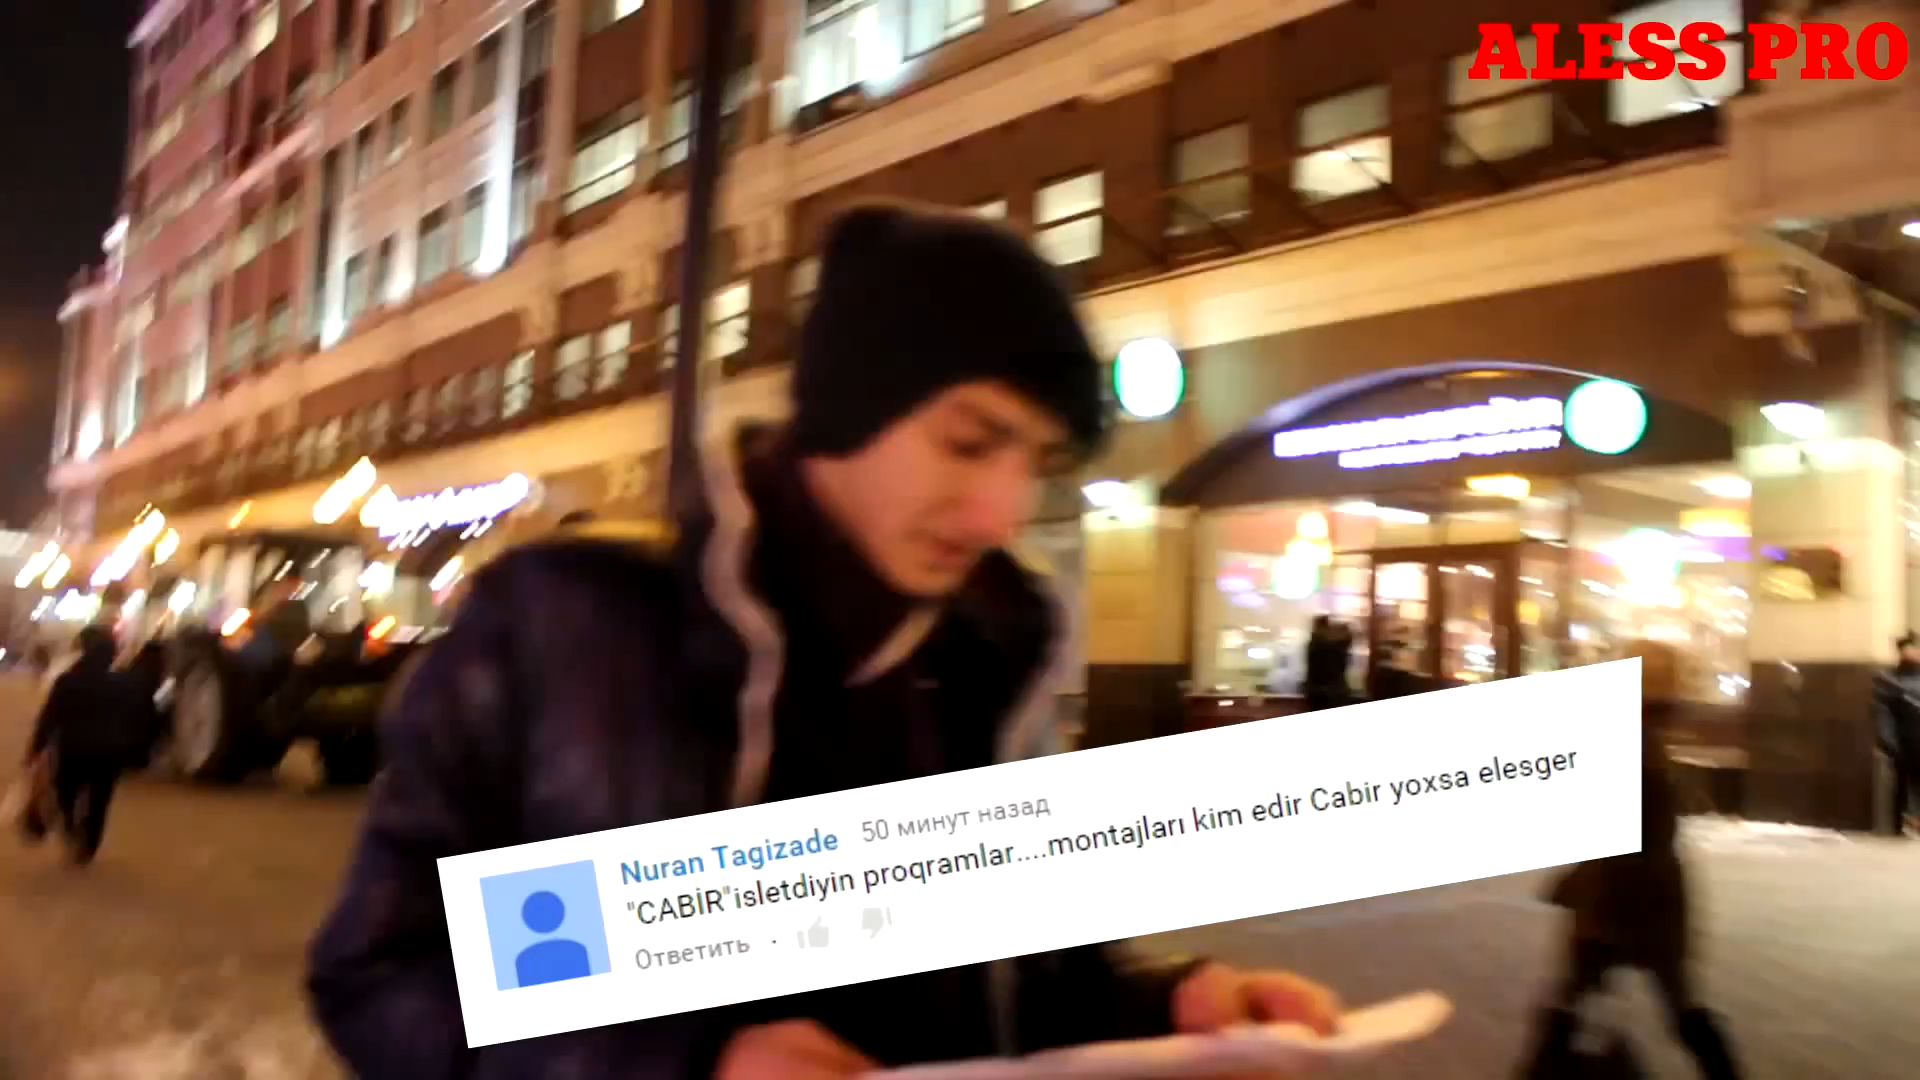 ALESS PRO
Nuran Tagizade 50 минут назад
"CABİR"isletdiyin proqramlar....montajları kim edir Cabir yoxsa elesger
Ответить ·